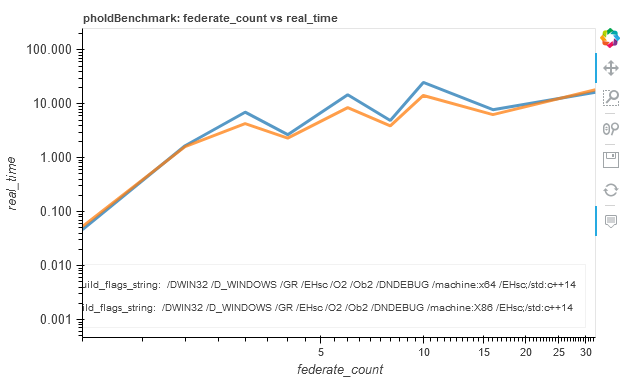 pholdBenchmark: federate_count vs real_time
100.000
10.000
1.000
0.100
0.010
0.001
real_time
uild_flags_string: /DWIN32 /D_WINDOWS /GR /EHsc /O2 /Ob2 /DNDEBUG /machine:x64 /EHsc;/std:c++14
ild_flags_string: /DWIN32 /D_WINDOWS /GR /EHsc /O2 /Ob2 /DNDEBUG /machine:X86 /EHsc;/std:c++14
5 10 15 20 25 30
federate_count